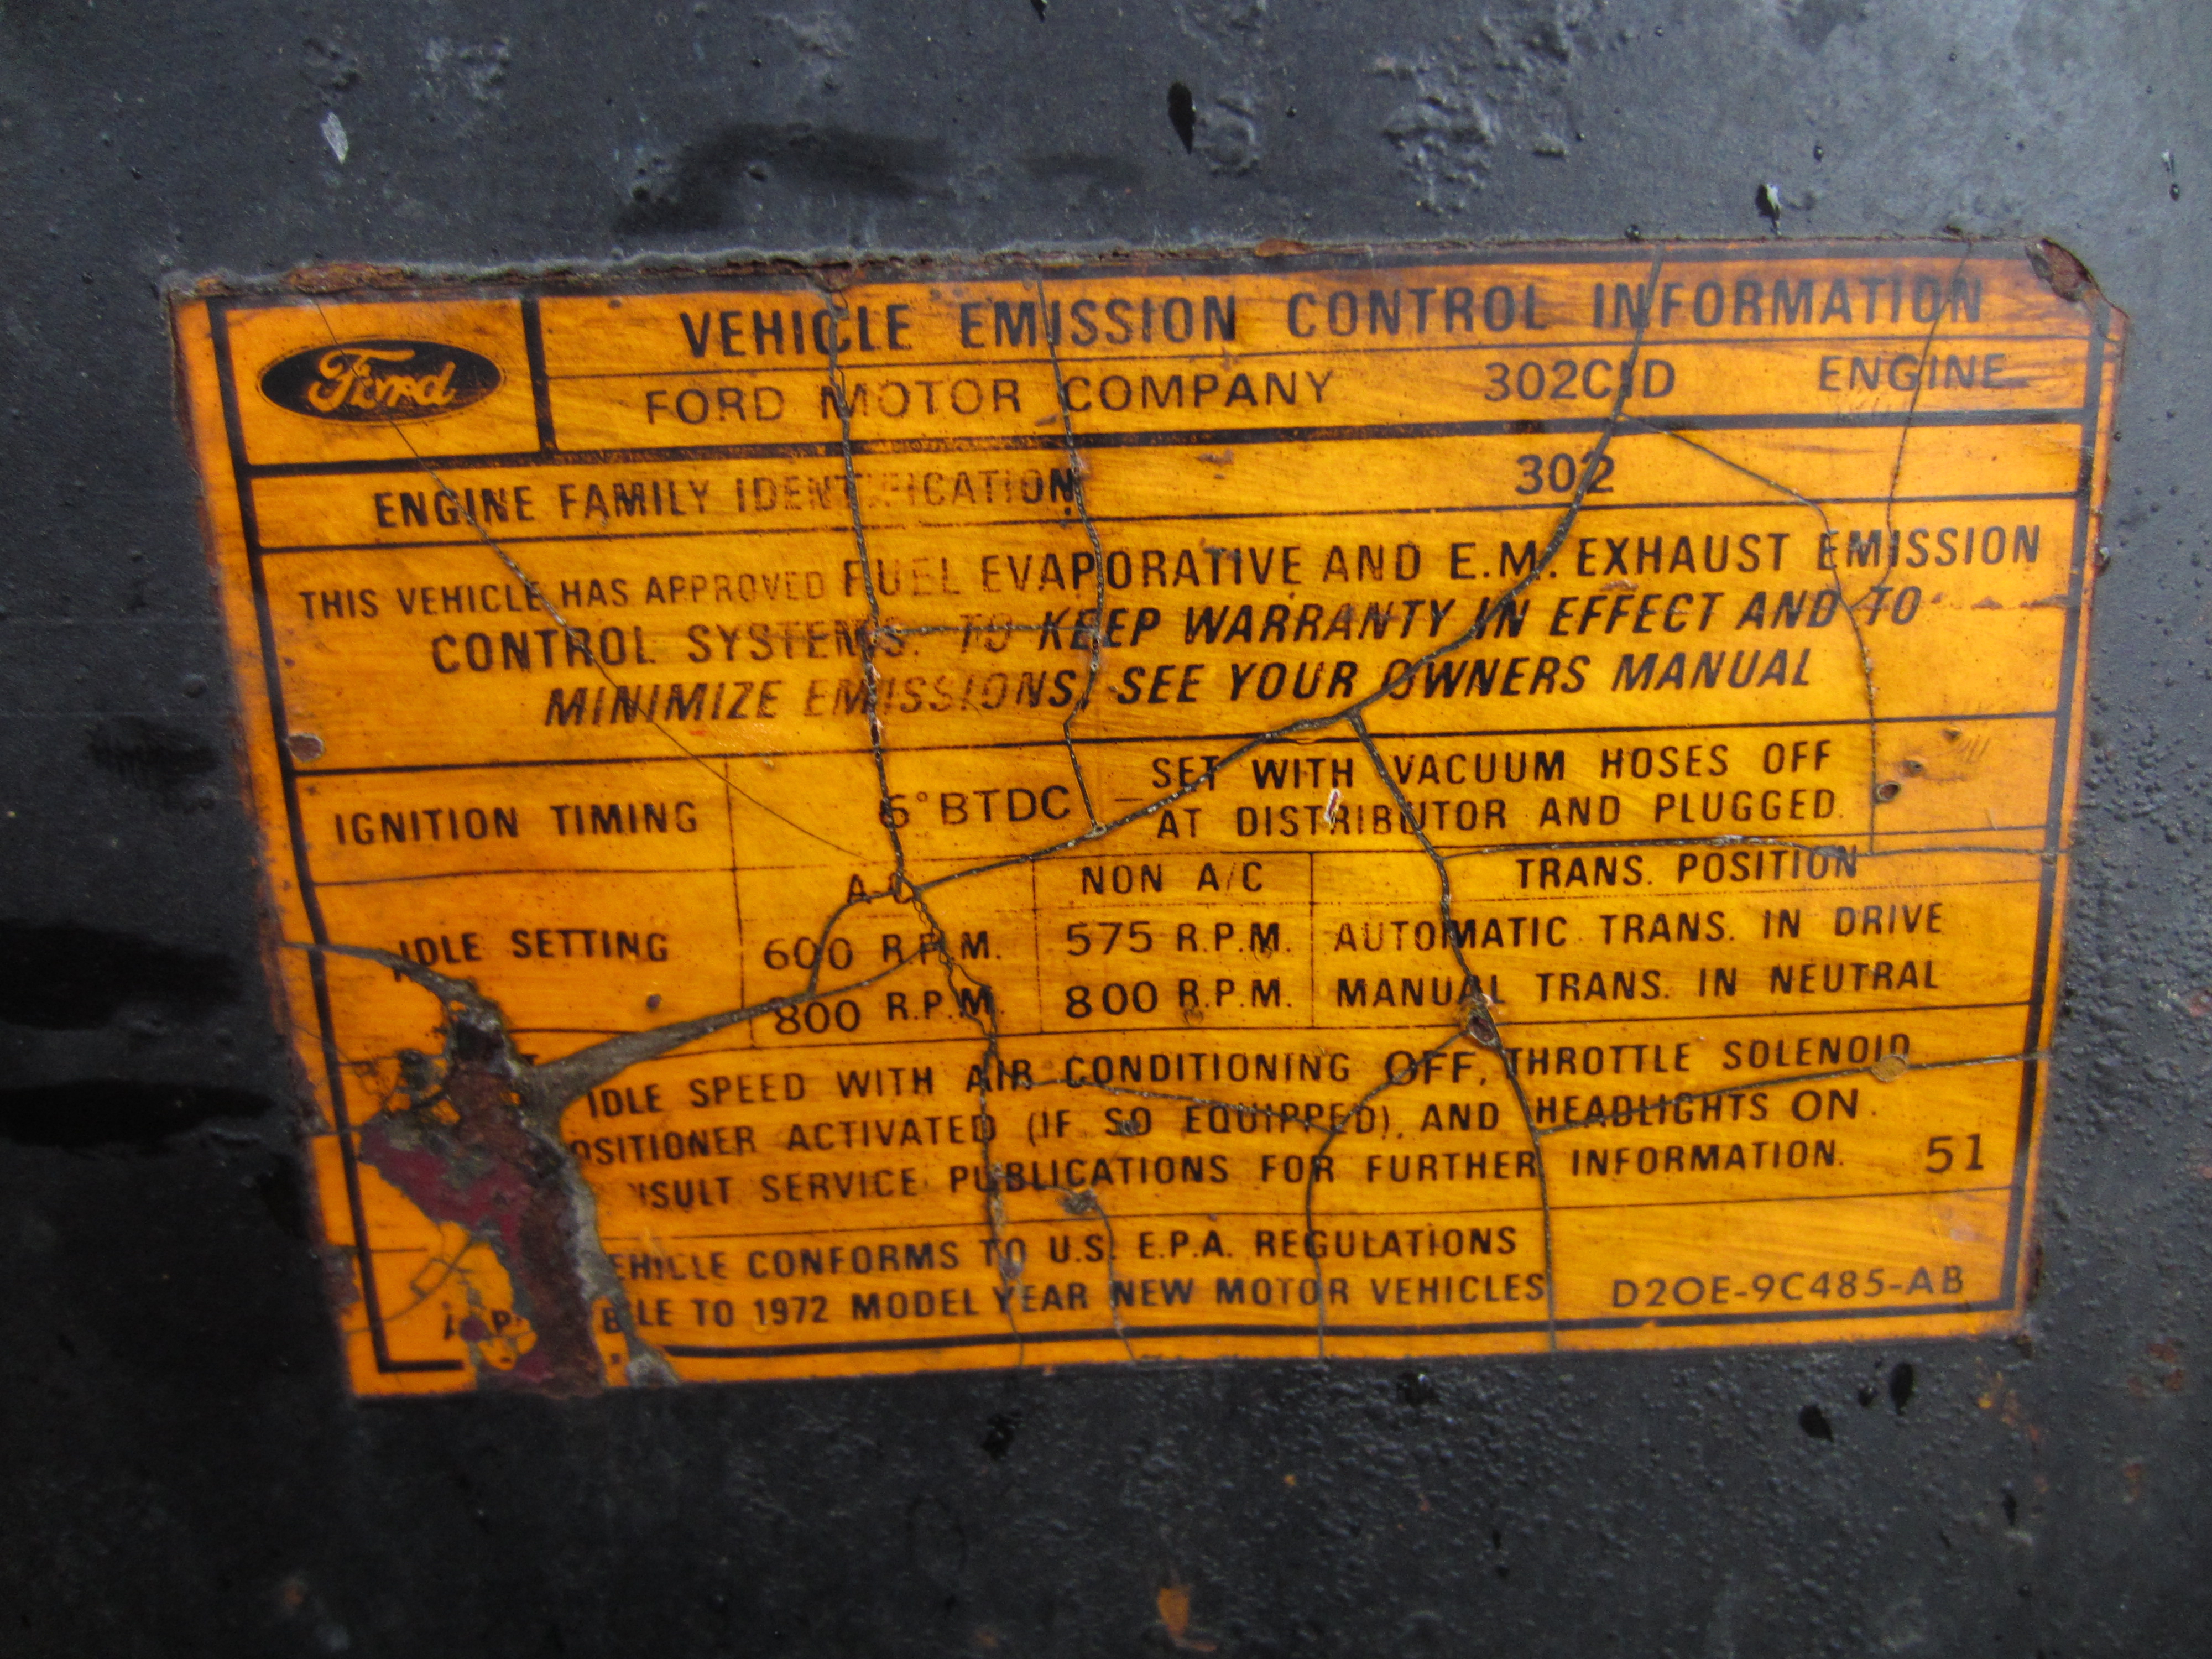 Ford
VEHICLE EMISSION CONTROL INFORMATION
FORD MOTOR COMPANY 302CID ENGINE
ENGINE FAMILY IDENTIFICATION 302
THIS VEHICLE HAS APPROVED FUEL EVAPORATIVE AND E.M. EXHAUST EMISSION
CONTROL SYSTEMS. TO KEEP WARRANTY IN EFFECT AND TO
MINIMIZE EMISSIONS, SEE YOUR OWNERS MANUAL
IGNITION TIMING 6°BTDC — SET WITH VACUUM HOSES OFF
AT DISTRIBUTOR AND PLUGGED.
NON A/C TRANS. POSITION
IDLE SETTING 600 R.P.M. 575 R.P.M. AUTOMATIC TRANS. IN DRIVE
800 R.P.M. 800 R.P.M. MANUAL TRANS. IN NEUTRAL
IDLE SPEED WITH AIR CONDITIONING OFF, THROTTLE SOLENOID
OSITIONER ACTIVATED (IF SO EQUIPPED), AND HEADLIGHTS ON.
SULT SERVICE PUBLICATIONS FOR FURTHER INFORMATION. 51
EHICLE CONFORMS TO U.S. E.P.A. REGULATIONS
BLE TO 1972 MODEL YEAR NEW MOTOR VEHICLES D2OE-9C485-AB